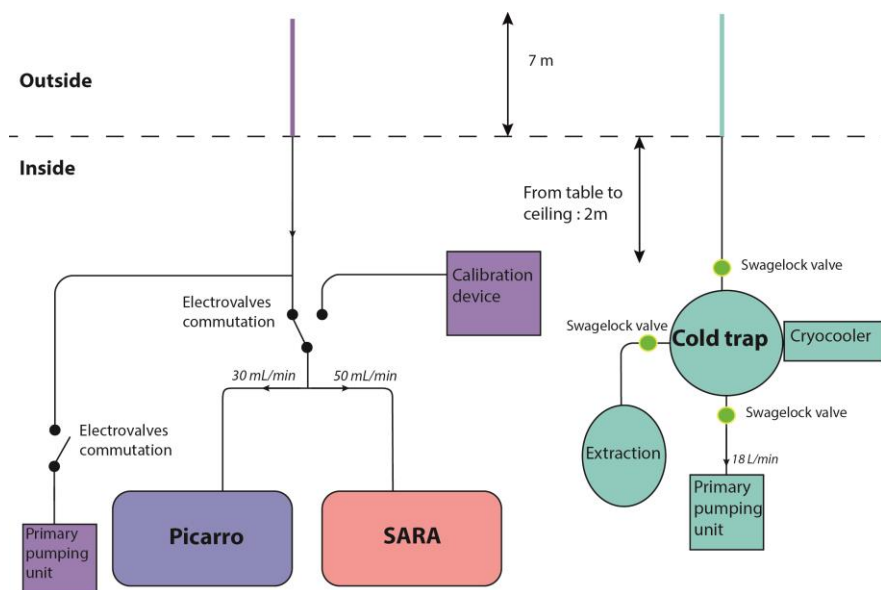 7 m
Outside
Inside
From table to
ceiling : 2m
Swagelock valve
Calibration
device
Electrovalves
commutation
Swagelock valve
Cold trap
Cryocooler
30 mL/min
50 mL/min
Swagelock valve
Electrovalves
commutation
Extraction
18 L/min
Primary
pumping
unit
Picarro
SARA
Primary
pumping
unit